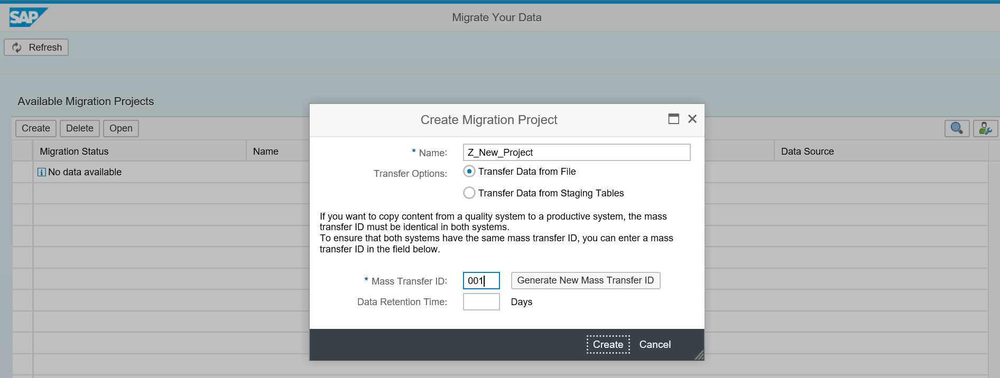 SAP
Migrate Your Data
Refresh
Available Migration Projects
Create Delete Open
Migration Status Name Data Source
No data available
Create Migration Project
* Name: Z_New_Project
Transfer Options: Transfer Data from File
Transfer Data from Staging Tables
If you want to copy content from a quality system to a productive system, the mass
transfer ID must be identical in both systems.
To ensure that both systems have the same mass transfer ID, you can enter a mass
transfer ID in the field below.
* Mass Transfer ID: 001 Generate New Mass Transfer ID
Data Retention Time: Days
Create Cancel